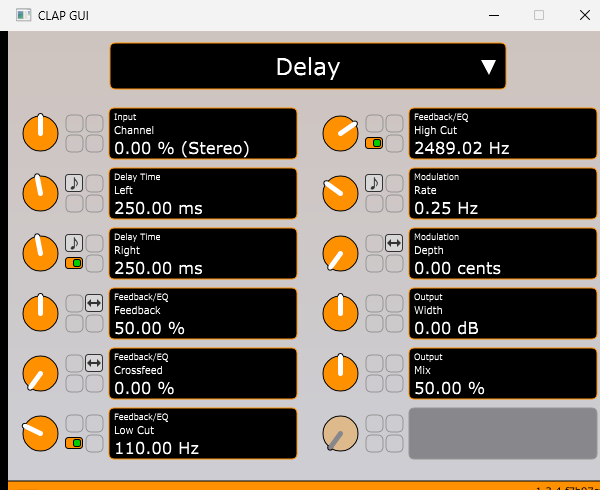 CLAP GUI
Delay
Input
Channel
0.00 % (Stereo)
Delay Time
Left
250.00 ms
Delay Time
Right
250.00 ms
Feedback/EQ
Feedback
50.00 %
Feedback/EQ
Crossfeed
0.00 %
Feedback/EQ
Low Cut
110.00 Hz
Feedback/EQ
High Cut
2489.02 Hz
Modulation
Rate
0.25 Hz
Modulation
Depth
0.00 cents
Output
Width
0.00 dB
Output
Mix
50.00 %